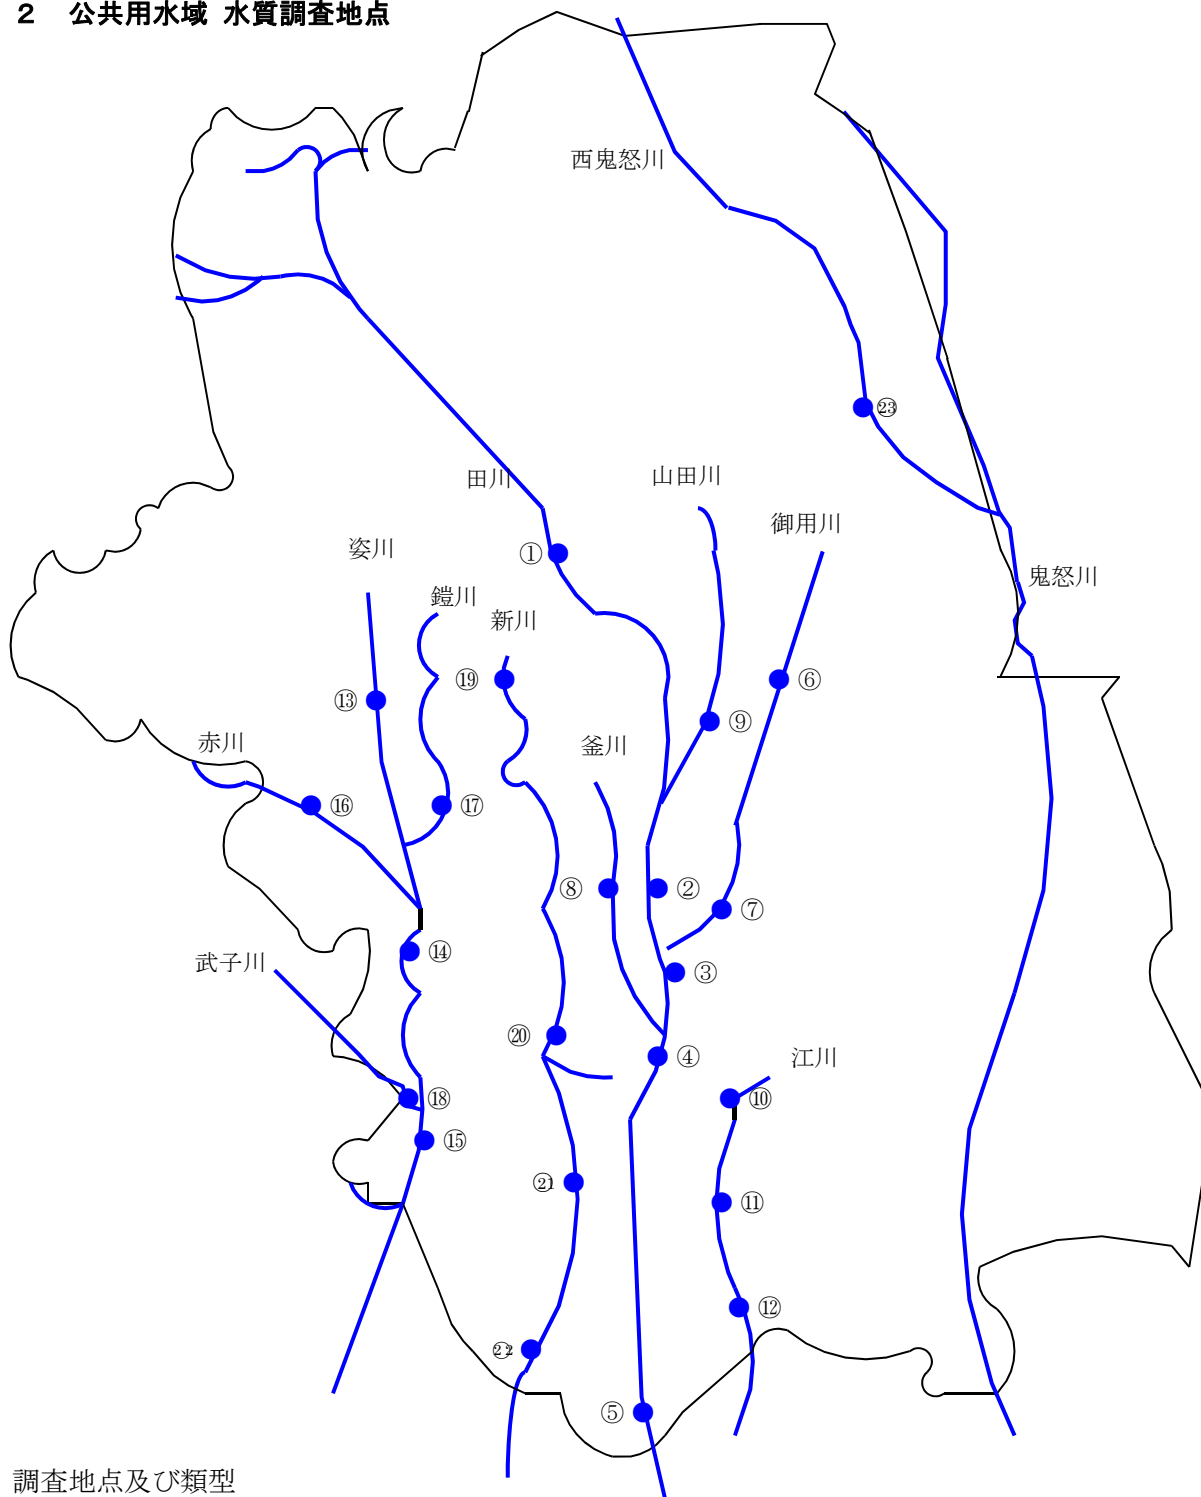 ２　公共用水域 水質調査地点
西鬼怒川
㉓
田川
山田川
御用川
①
姿川
鬼怒川
鎧川
新川
⑲
⑥
⑬
⑨
赤川
釜川
⑯
⑰
⑧
②
⑦
⑭
武子川
③
⑳
④
江川
⑱
⑩
⑮
㉑
⑪
⑫
㉒
⑤
調査地点及び類型